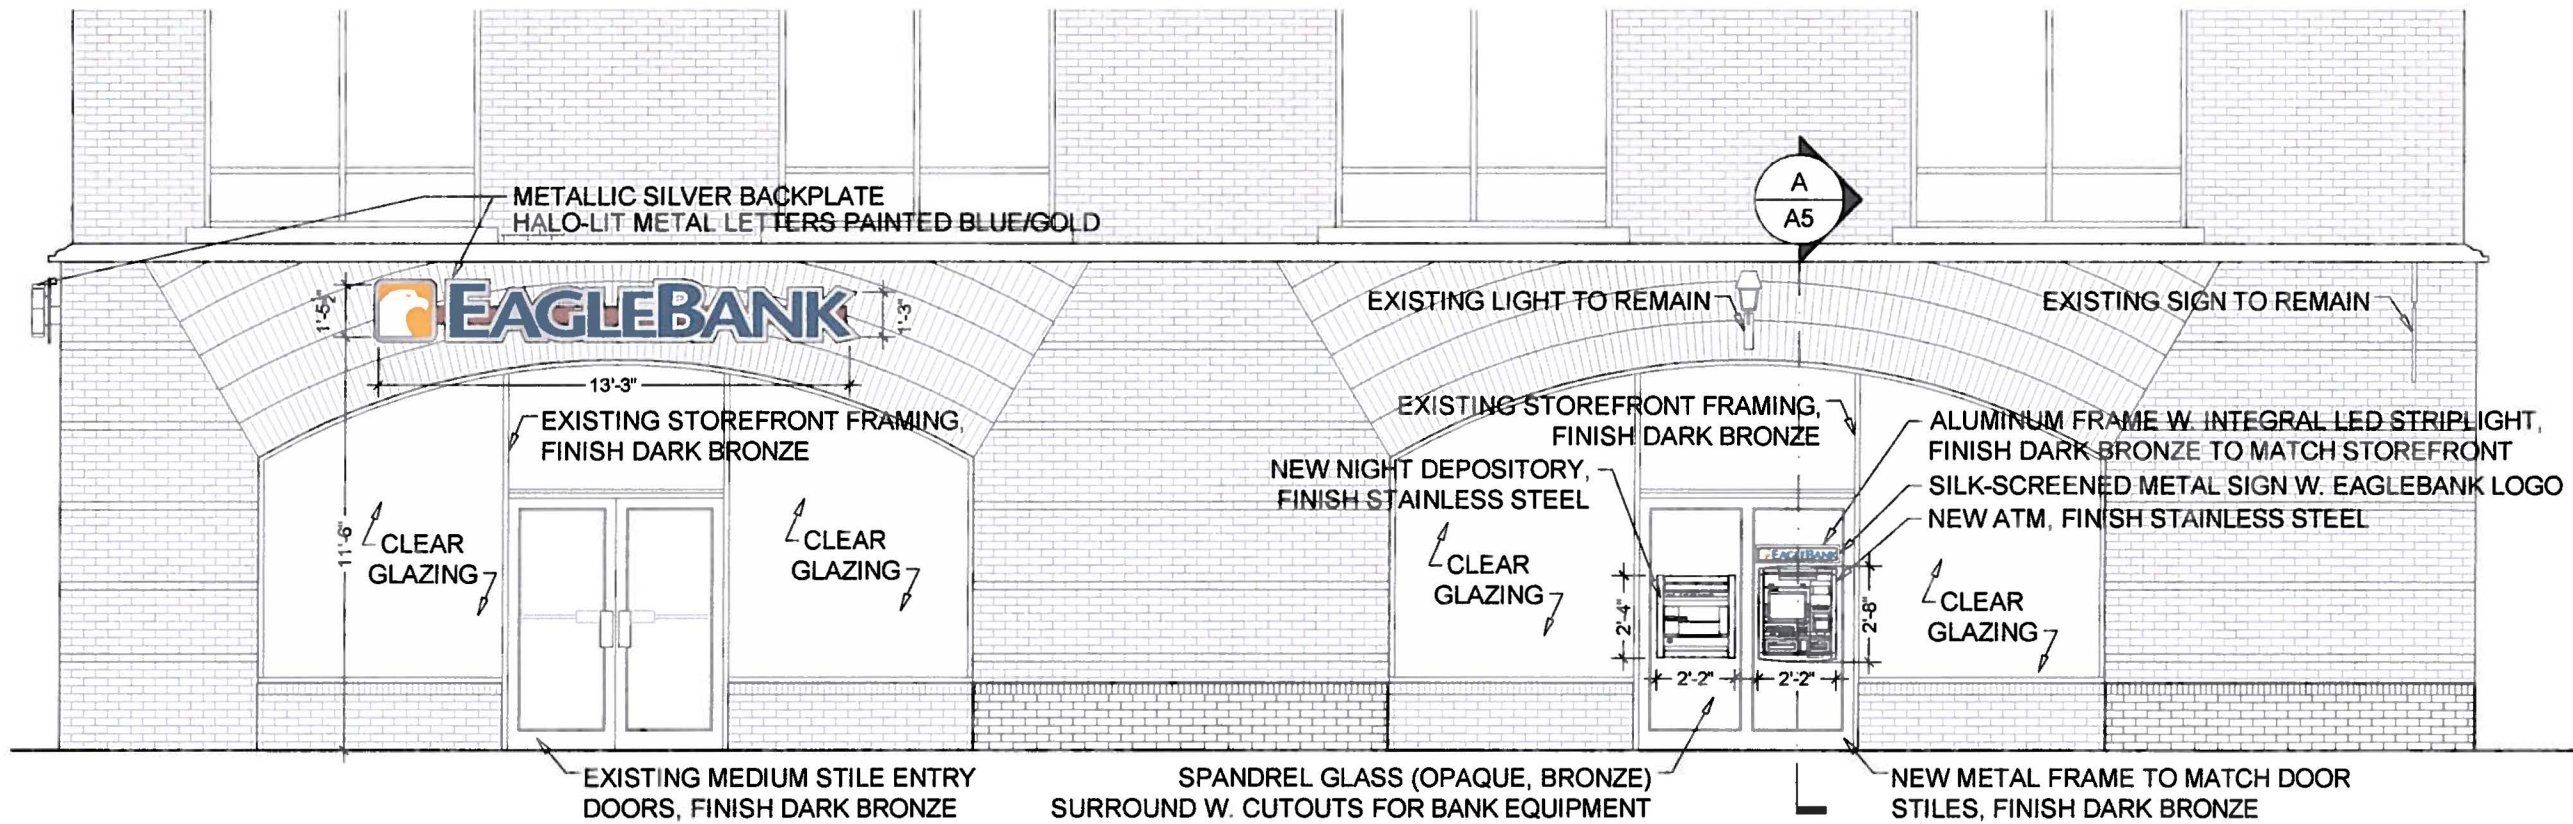 METALLIC SILVER BACKPLATE
HALO-LIT METAL LETTERS PAINTED BLUE/GOLD
A
A5
EAGLEBANK
1'-5½"
1'-3"
13'-3"
11'-6"
EXISTING LIGHT TO REMAIN
EXISTING SIGN TO REMAIN
EXISTING STOREFRONT FRAMING,
FINISH DARK BRONZE
CLEAR
GLAZING
CLEAR
GLAZING
EXISTING STOREFRONT FRAMING,
FINISH DARK BRONZE
NEW NIGHT DEPOSITORY,
FINISH STAINLESS STEEL
CLEAR
GLAZING
ALUMINUM FRAME W. INTEGRAL LED STRIPLIGHT,
FINISH DARK BRONZE TO MATCH STOREFRONT
SILK-SCREENED METAL SIGN W. EAGLEBANK LOGO
NEW ATM, FINISH STAINLESS STEEL
EAGLEBANK
2'-4"
2'-8"
2'-2"
2'-2"
CLEAR
GLAZING
EXISTING MEDIUM STILE ENTRY
DOORS, FINISH DARK BRONZE
SPANDREL GLASS (OPAQUE, BRONZE)
SURROUND W. CUTOUTS FOR BANK EQUIPMENT
NEW METAL FRAME TO MATCH DOOR
STILES, FINISH DARK BRONZE